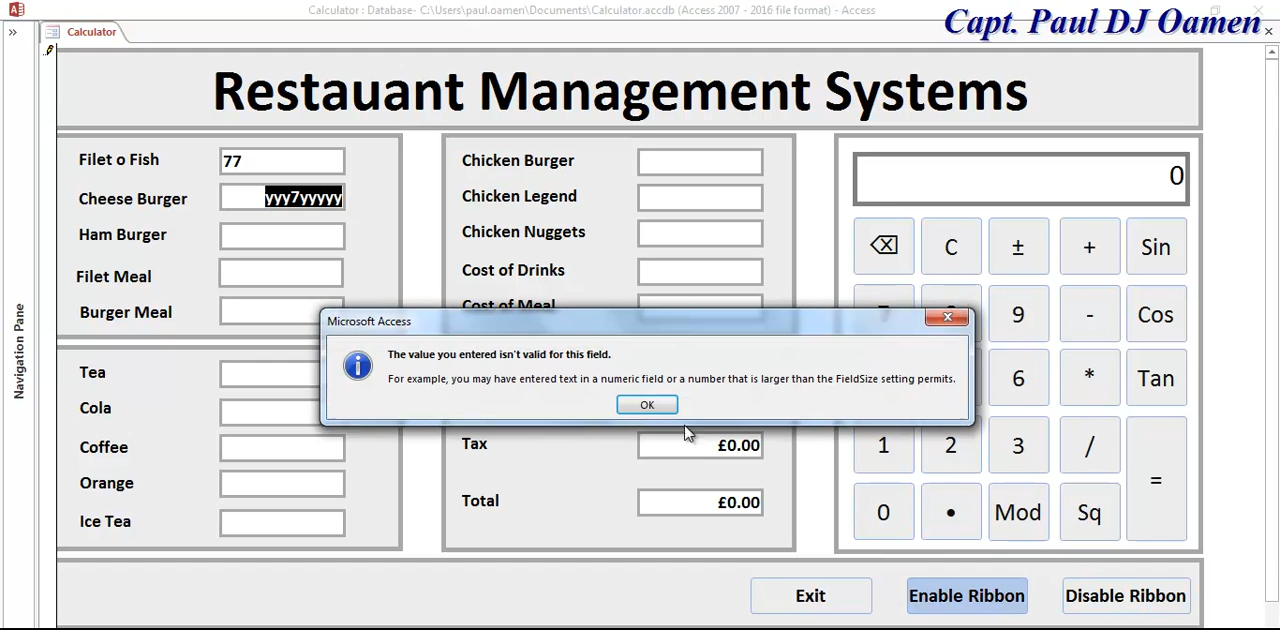 Calculator : Database- C:\Users\paul.oamen\Documents\Calculator.accdb (Access 2007 - 2016 file format) - Access
Capt. Paul DJ Oamen
Calculator
Restauant Management Systems
Navigation Pane
Filet o Fish 77
Cheese Burger yyy7yyyyy
Ham Burger
Filet Meal
Burger Meal
Tea
Cola
Coffee
Orange
Ice Tea
Chicken Burger
Chicken Legend
Chicken Nuggets
Cost of Drinks
Cost of Meal
Microsoft Access
The value you entered isn't valid for this field.
For example, you may have entered text in a numeric field or a number that is larger than the FieldSize setting permits.
OK
Tax £0.00
Total £0.00
0
C ± + Sin
9 - Cos
6 * Tan
1 2 3 / =
0 • Mod Sq
Exit Enable Ribbon Disable Ribbon